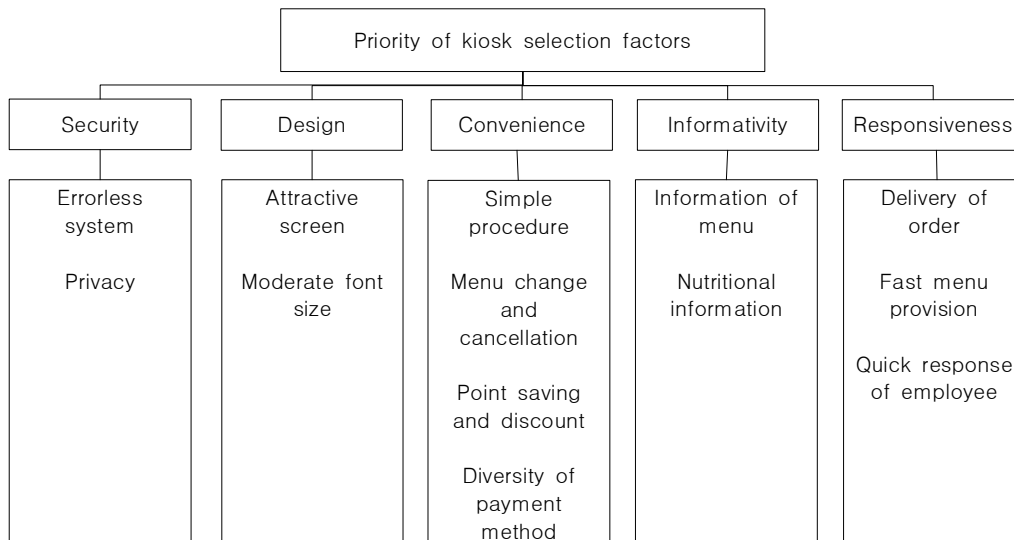 Priority of kiosk selection factors
Security
Design
Convenience
Informativity
Responsiveness
Errorless
system
Privacy
Attractive
screen
Moderate font
size
Simple
procedure
Menu change
and
cancellation
Point saving
and discount
Diversity of
payment
method
Information of
menu
Nutritional
information
Delivery of
order
Fast menu
provision
Quick response
of employee